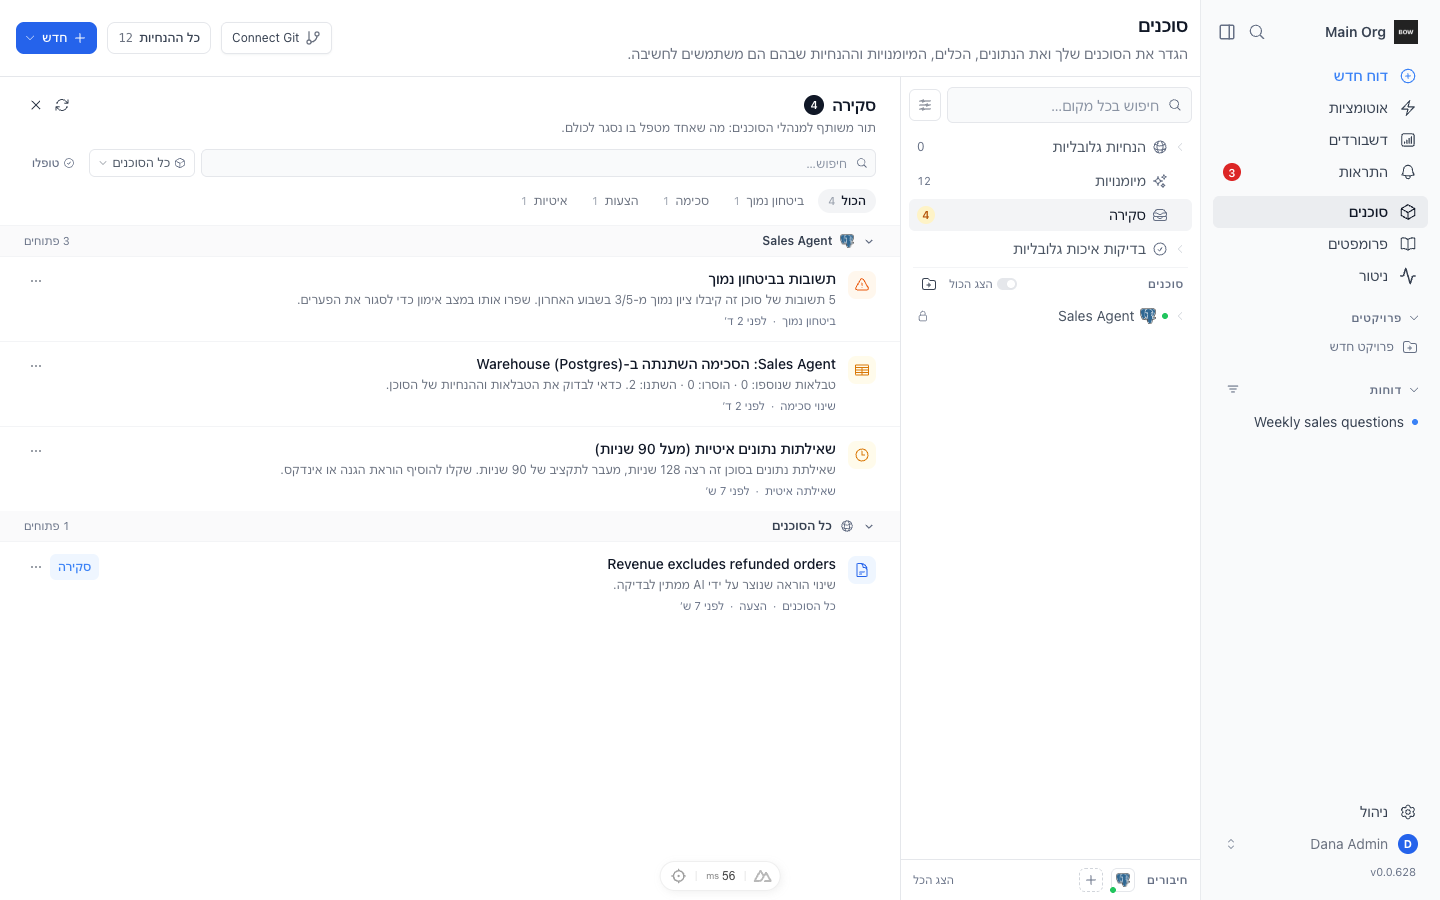 BOW
Main Org
דוח חדש
אוטומציות
דשבורדים
התראות
3
סוכנים
פרומפטים
ניטור
פרויקטים
פרויקט חדש
דוחות
Weekly sales questions
ניהול
D
Dana Admin
v0.0.628
סוכנים
הגדר את הסוכנים שלך ואת הנתונים, הכלים, המיומנויות וההנחיות שבהם הם משתמשים לחשיבה.
Connect Git
כל ההנחיות 12
חדש
חיפוש בכל מקום...
הנחיות גלובליות
0
מיומנויות
12
סקירה
4
בדיקות איכות גלובליות
סוכנים
הצג הכול
Sales Agent
חיבורים
הצג הכל
סקירה 4
תור משותף למנהלי הסוכנים: מה שאחד מטפל בו נסגר לכולם.
חיפוש...
כל הסוכנים
טופלו
הכול 4
ביטחון נמוך 1
סכימה 1
הצעות 1
איטיות 1
Sales Agent
3 פתוחים
תשובות בביטחון נמוך
5 תשובות של סוכן זה קיבלו ציון נמוך מ-3/5 בשבוע האחרון. שפרו אותו במצב אימון כדי לסגור את הפערים.
ביטחון נמוך · לפני 2 ד׳
Sales Agent: הסכימה השתנתה ב-Warehouse (Postgres)
טבלאות שנוספו: 0 · הוסרו: 0 · השתנו: 2. כדאי לבדוק את הטבלאות וההנחיות של הסוכן.
שינוי סכימה · לפני 2 ד׳
שאילתות נתונים איטיות (מעל 90 שניות)
שאילתת נתונים בסוכן זה רצה 128 שניות, מעבר לתקציב של 90 שניות. שקלו להוסיף הוראת הגנה או אינדקס.
שאילתה איטית · לפני 7 ש׳
כל הסוכנים
1 פתוחים
Revenue excludes refunded orders
שינוי הוראה שנוצר על ידי AI ממתין לבדיקה.
כל הסוכנים · הצעה · לפני 7 ש׳
סקירה
56 ms